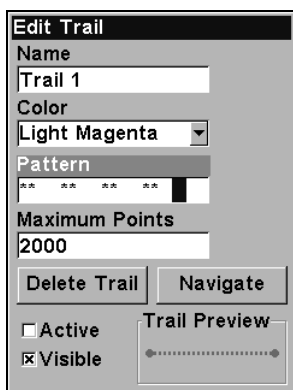 Edit Trail
Name
Trail 1
Color
Light Magenta
Pattern
** ** ** **
Maximum Points
2000
Delete Trail Navigate
Active Trail Preview
Visible